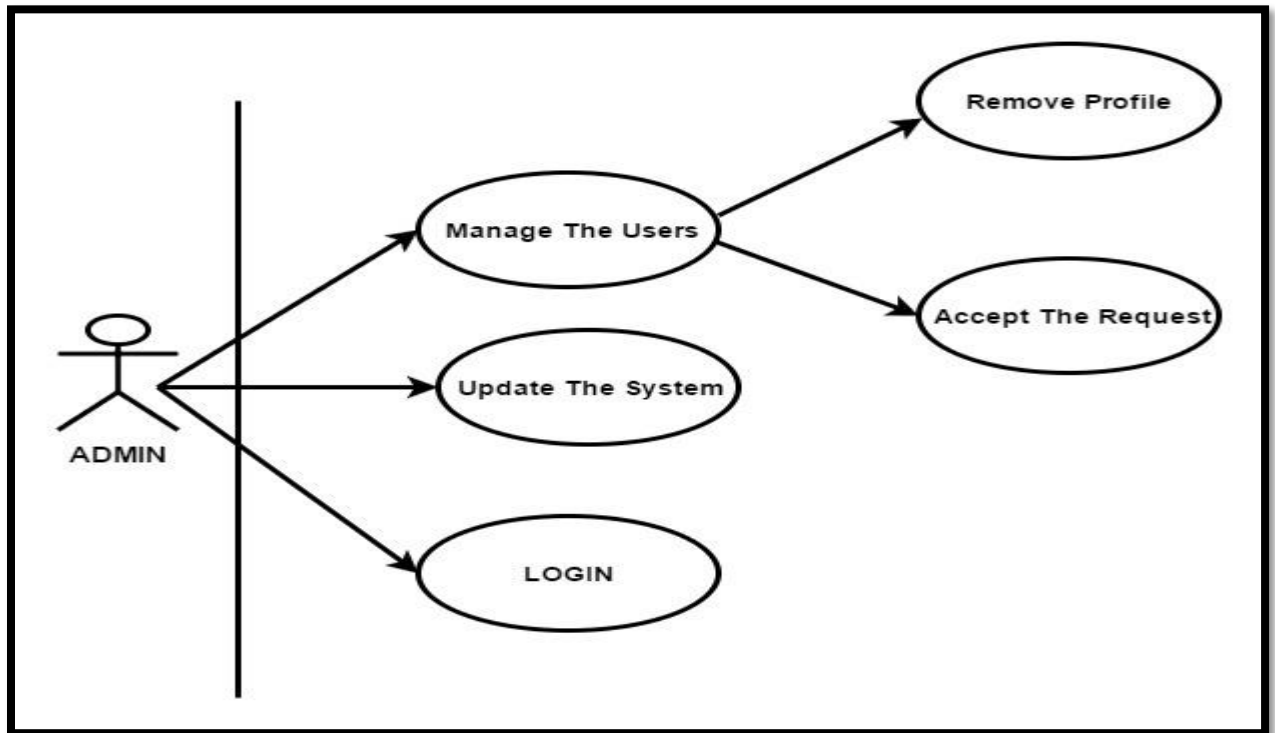 Remove Profile
Manage The Users
Accept The Request
Update The System
ADMIN
LOGIN